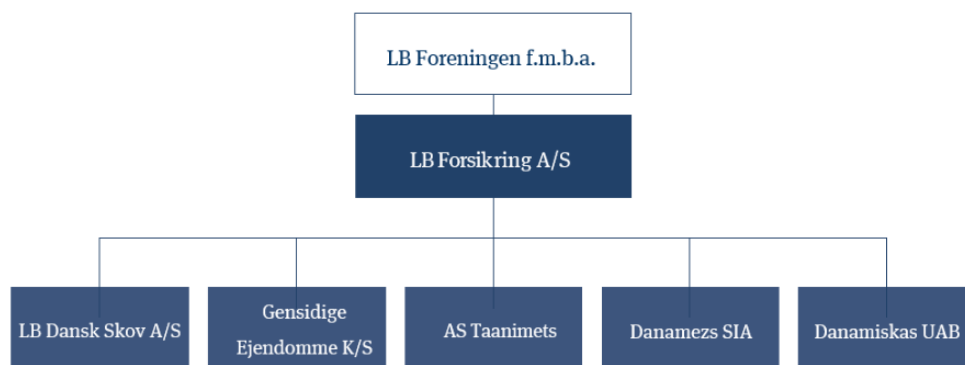 LB Foreningen f.m.b.a.
LB Forsikring A/S
LB Dansk Skov A/S
Gensidige
Ejendomme K/S
AS Taanimets
Danamezs SIA
Danamiskas UAB